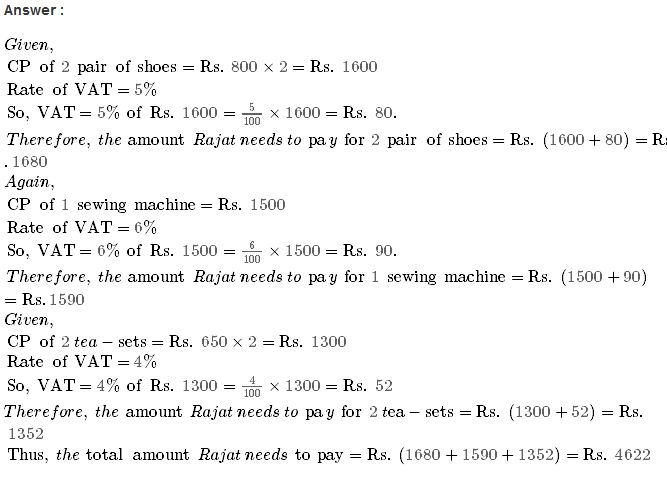 Answer :
Given,
CP of 2 pair of shoes = Rs. 800 × 2 = Rs. 1600
Rate of VAT = 5%
So, VAT = 5% of Rs. 1600 = 5/100 × 1600 = Rs. 80.
Therefore, the amount Rajat needs to pay for 2 pair of shoes = Rs. (1600 + 80) = Rs
. 1680
Again,
CP of 1 sewing machine = Rs. 1500
Rate of VAT = 6%
So, VAT = 6% of Rs. 1500 = 6/100 × 1500 = Rs. 90.
Therefore, the amount Rajat needs to pay for 1 sewing machine = Rs. (1500 + 90)
= Rs. 1590
Given,
CP of 2 tea − sets = Rs. 650 × 2 = Rs. 1300
Rate of VAT = 4%
So, VAT = 4% of Rs. 1300 = 4/100 × 1300 = Rs. 52
Therefore, the amount Rajat needs to pay for 2 tea − sets = Rs. (1300 + 52) = Rs.
1352
Thus, the total amount Rajat needs to pay = Rs. (1680 + 1590 + 1352) = Rs. 4622